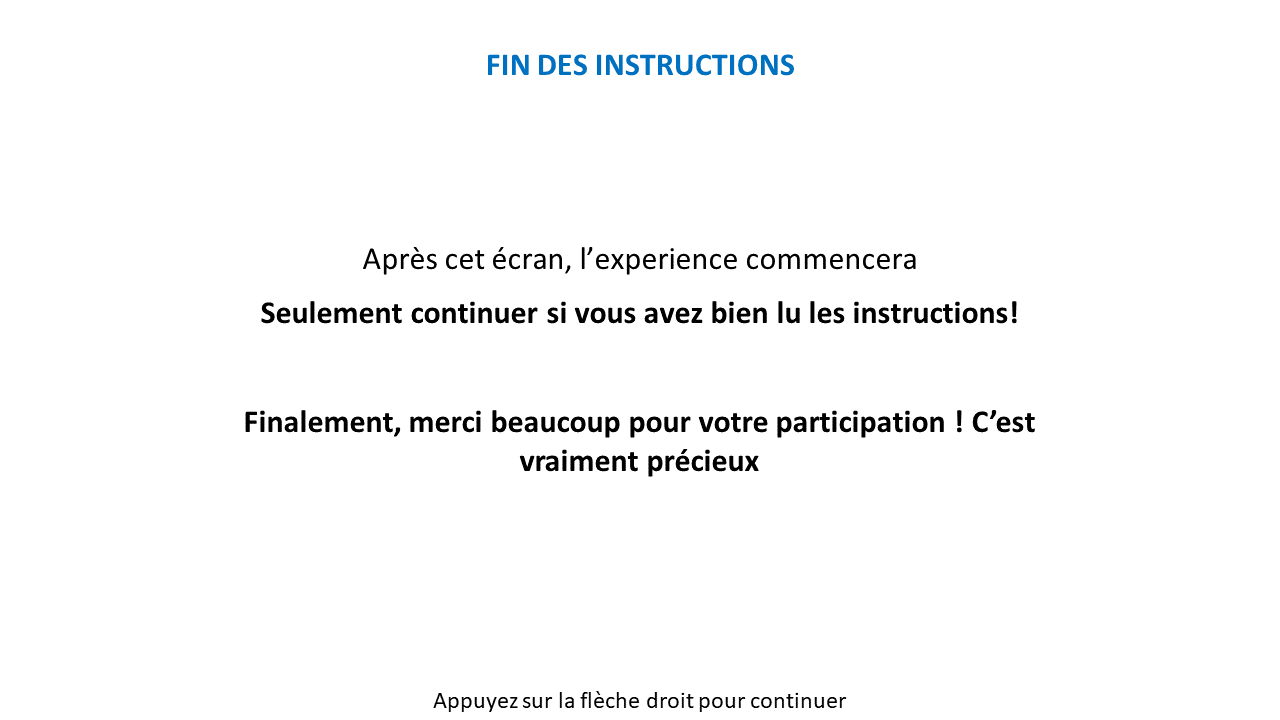 FIN DES INSTRUCTIONS
Après cet écran, l’experience commencera
Seulement continuer si vous avez bien lu les instructions!
Finalement, merci beaucoup pour votre participation ! C’est
vraiment précieux
Appuyez sur la flèche droit pour continuer